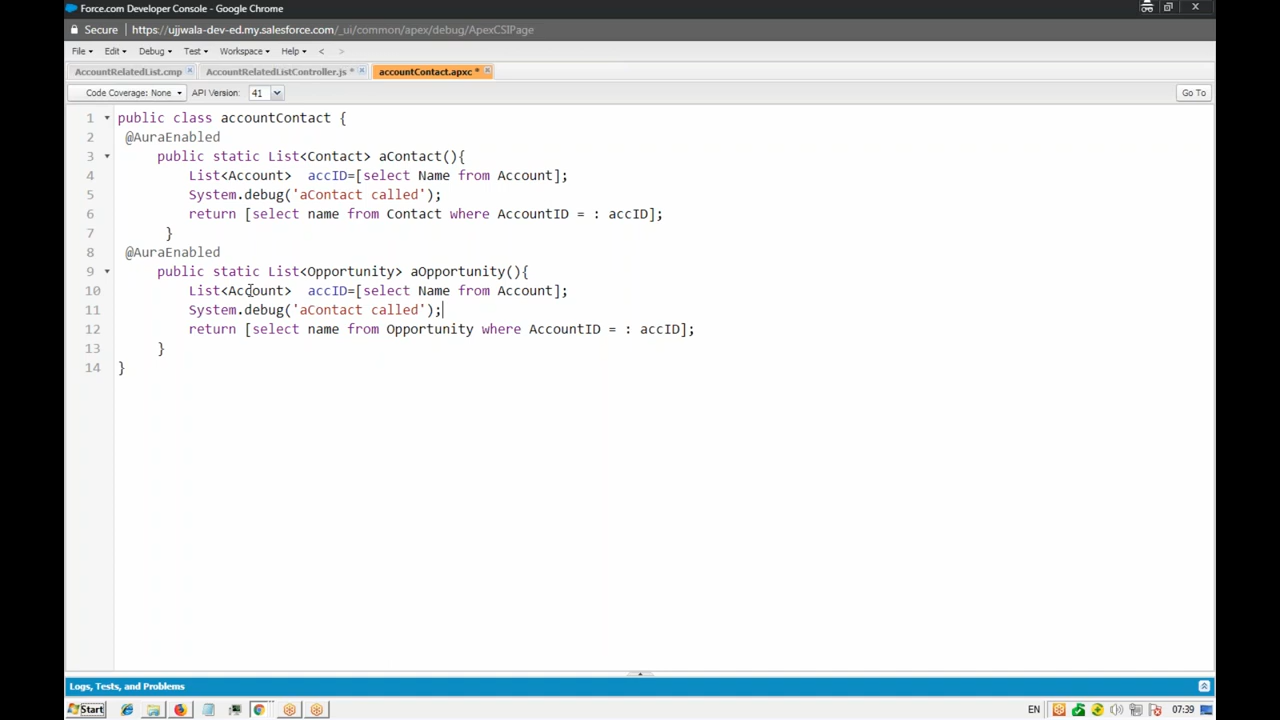 Force.com Developer Console - Google Chrome
Secure https://ujjwala-dev-ed.my.salesforce.com/_ui/common/apex/debug/ApexCSIPage
File Edit Debug Test Workspace Help < >
AccountRelatedList.cmp AccountRelatedListController.js * accountContact.apxc *
Code Coverage: None API Version: 41 Go To
1 public class accountContact {
2 @AuraEnabled
3 public static List<Contact> aContact(){
4 List<Account> accID=[select Name from Account];
5 System.debug('aContact called');
6 return [select name from Contact where AccountID = : accID];
7 }
8 @AuraEnabled
9 public static List<Opportunity> aOpportunity(){
10 List<Account> accID=[select Name from Account];
11 System.debug('aContact called');
12 return [select name from Opportunity where AccountID = : accID];
13 }
14 }
Logs, Tests, and Problems
Start EN 07:39